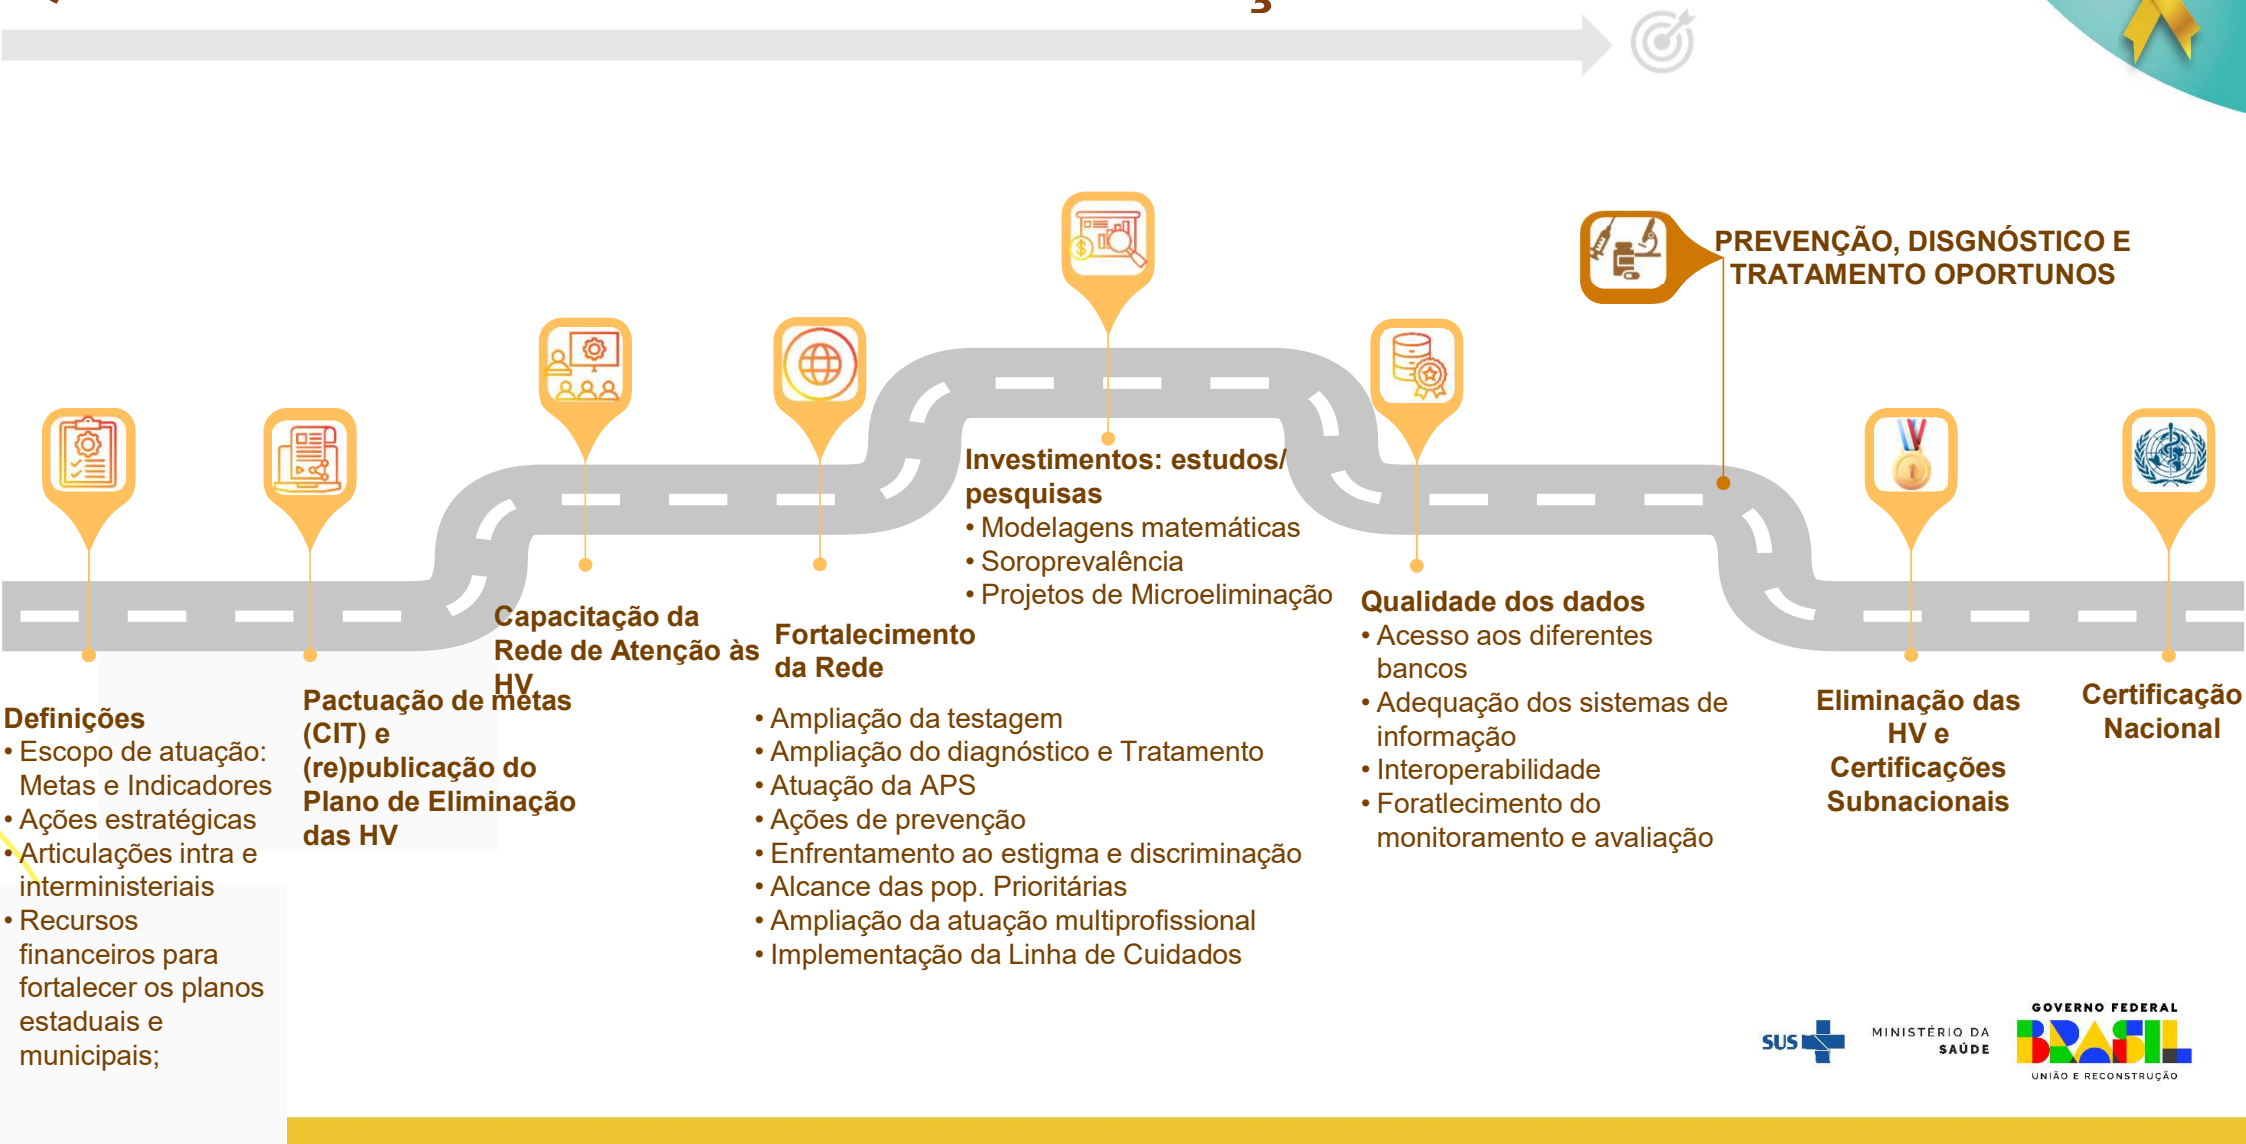 PREVENÇÃO, DISGNÓSTICO E
TRATAMENTO OPORTUNOS
Definições
• Escopo de atuação:
Metas e Indicadores
• Ações estratégicas
• Articulações intra e
interministeriais
• Recursos
financeiros para
fortalecer os planos
estaduais e
municipais;
Pactuação de metas
(CIT) e
(re)publicação do
Plano de Eliminação
das HV
Capacitação da
Rede de Atenção às
HV
Fortalecimento
da Rede
• Ampliação da testagem
• Ampliação do diagnóstico e Tratamento
• Atuação da APS
• Ações de prevenção
• Enfrentamento ao estigma e discriminação
• Alcance das pop. Prioritárias
• Ampliação da atuação multiprofissional
• Implementação da Linha de Cuidados
Investimentos: estudos/
pesquisas
• Modelagens matemáticas
• Soroprevalência
• Projetos de Microeliminação
Qualidade dos dados
• Acesso aos diferentes
bancos
• Adequação dos sistemas de
informação
• Interoperabilidade
• Foratlecimento do
monitoramento e avaliação
Eliminação das
HV e
Certificações
Subnacionais
Certificação
Nacional
SUS
MINISTÉRIO DA
SAÚDE
GOVERNO FEDERAL
BRASIL
UNIÃO E RECONSTRUÇÃO